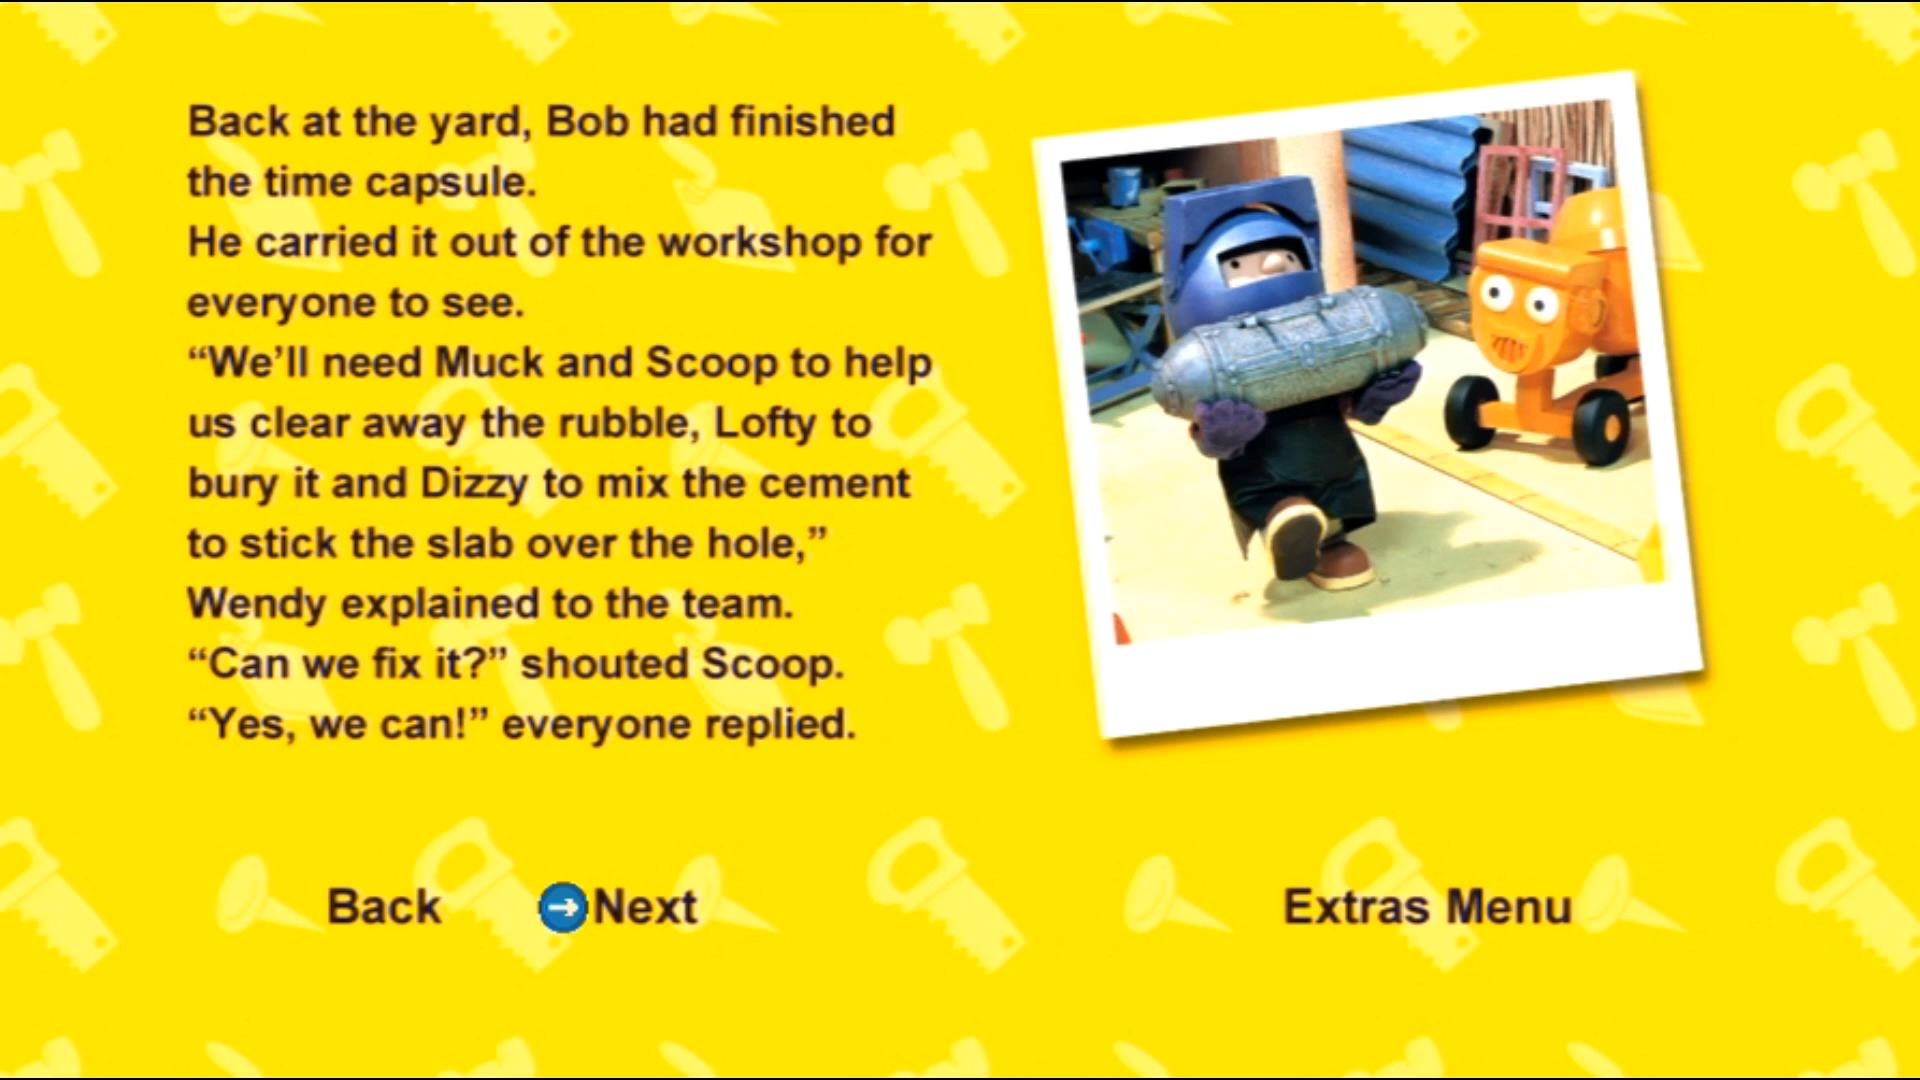 Back at the yard, Bob had finished
the time capsule.
He carried it out of the workshop for
everyone to see.
“We’ll need Muck and Scoop to help
us clear away the rubble, Lofty to
bury it and Dizzy to mix the cement
to stick the slab over the hole,”
Wendy explained to the team.
“Can we fix it?” shouted Scoop.
“Yes, we can!” everyone replied.
Back
Next
Extras Menu